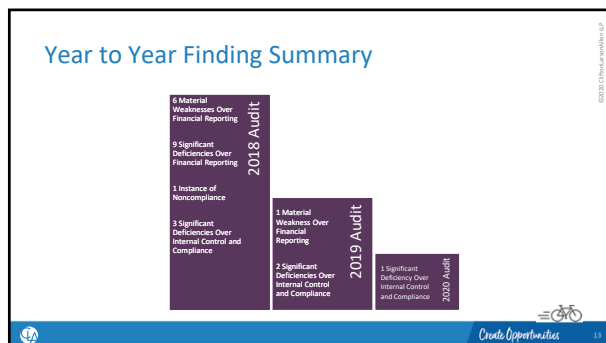 Year to Year Finding Summary
©2020 CliftonLarsonAllen LLP
6 Material
Weaknesses Over
Financial Reporting
9 Significant
Deficiencies Over
Financial Reporting
1 Instance of
Noncompliance
3 Significant
Deficiencies Over
Internal Control and
Compliance
2018 Audit
1 Material
Weakness Over
Financial
Reporting
2 Significant
Deficiencies Over
Internal Control
and Compliance
2019 Audit
1 Significant
Deficiency Over
Internal Control
and Compliance
2020 Audit
CLA
Create Opportunities
13